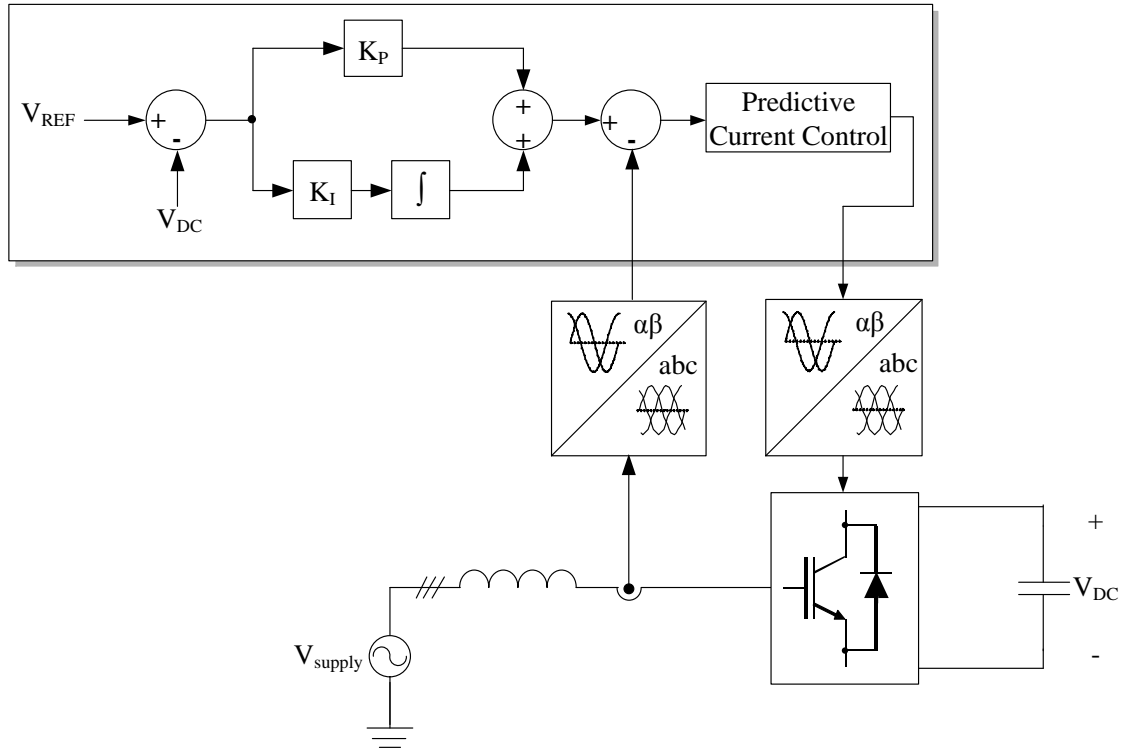 K_P
V_REF
+
-
+
+
+
-
Predictive
Current Control
K_I
∫
V_DC
αβ
abc
αβ
abc
+
V_DC
-
V_supply